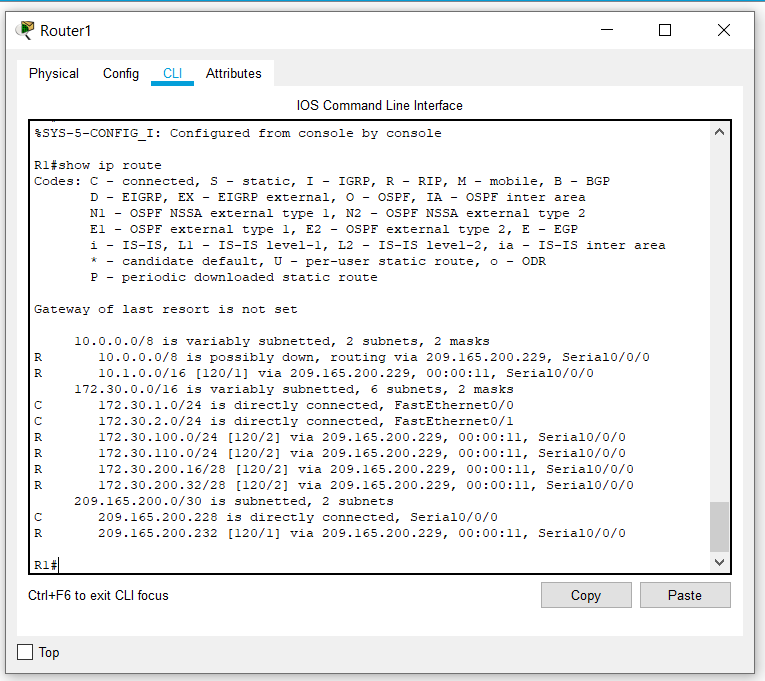 Router1
Physical Config CLI Attributes
IOS Command Line Interface
%SYS-5-CONFIG_I: Configured from console by console
R1#show ip route
Codes: C - connected, S - static, I - IGRP, R - RIP, M - mobile, B - BGP
       D - EIGRP, EX - EIGRP external, O - OSPF, IA - OSPF inter area
       N1 - OSPF NSSA external type 1, N2 - OSPF NSSA external type 2
       E1 - OSPF external type 1, E2 - OSPF external type 2, E - EGP
       i - IS-IS, L1 - IS-IS level-1, L2 - IS-IS level-2, ia - IS-IS inter area
       * - candidate default, U - per-user static route, o - ODR
       P - periodic downloaded static route
Gateway of last resort is not set
     10.0.0.0/8 is variably subnetted, 2 subnets, 2 masks
R       10.0.0.0/8 is possibly down, routing via 209.165.200.229, Serial0/0/0
R       10.1.0.0/16 [120/1] via 209.165.200.229, 00:00:11, Serial0/0/0
     172.30.0.0/16 is variably subnetted, 6 subnets, 2 masks
C       172.30.1.0/24 is directly connected, FastEthernet0/0
C       172.30.2.0/24 is directly connected, FastEthernet0/1
R       172.30.100.0/24 [120/2] via 209.165.200.229, 00:00:11, Serial0/0/0
R       172.30.110.0/24 [120/2] via 209.165.200.229, 00:00:11, Serial0/0/0
R       172.30.200.16/28 [120/2] via 209.165.200.229, 00:00:11, Serial0/0/0
R       172.30.200.32/28 [120/2] via 209.165.200.229, 00:00:11, Serial0/0/0
     209.165.200.0/30 is subnetted, 2 subnets
C       209.165.200.228 is directly connected, Serial0/0/0
R       209.165.200.232 [120/1] via 209.165.200.229, 00:00:11, Serial0/0/0
R1#
Ctrl+F6 to exit CLI focus
Copy Paste
Top